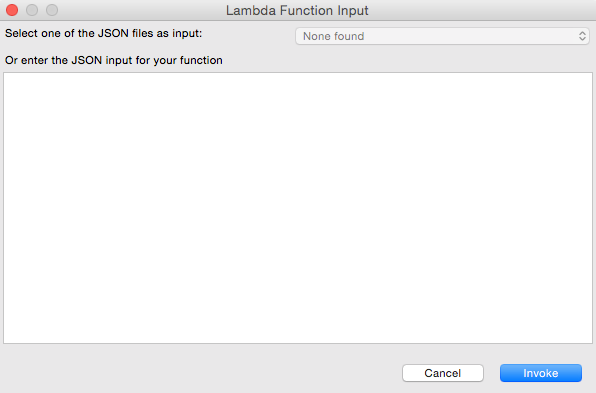 Lambda Function Input
Select one of the JSON files as input:
None found
Or enter the JSON input for your function
Cancel
Invoke